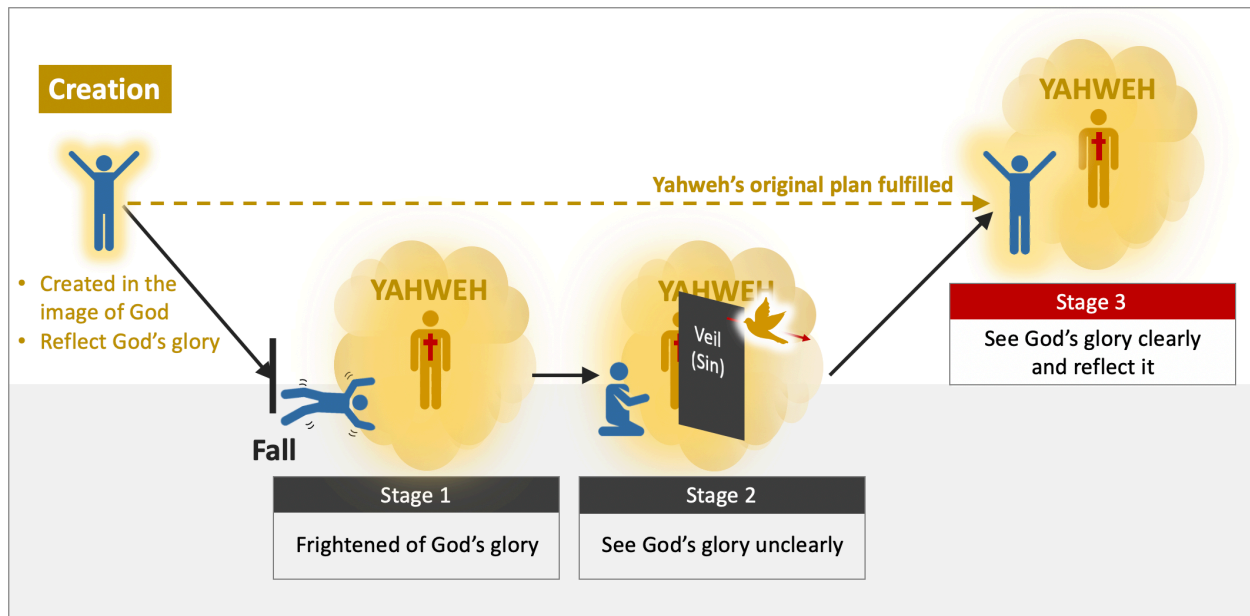 Creation
• Created in the
image of God
• Reflect God's glory
Yahweh's original plan fulfilled
Fall
YAHWEH
Stage 1
Frightened of God's glory
YAHWEH
Veil
(Sin)
Stage 2
See God's glory unclearly
YAHWEH
Stage 3
See God's glory clearly
and reflect it